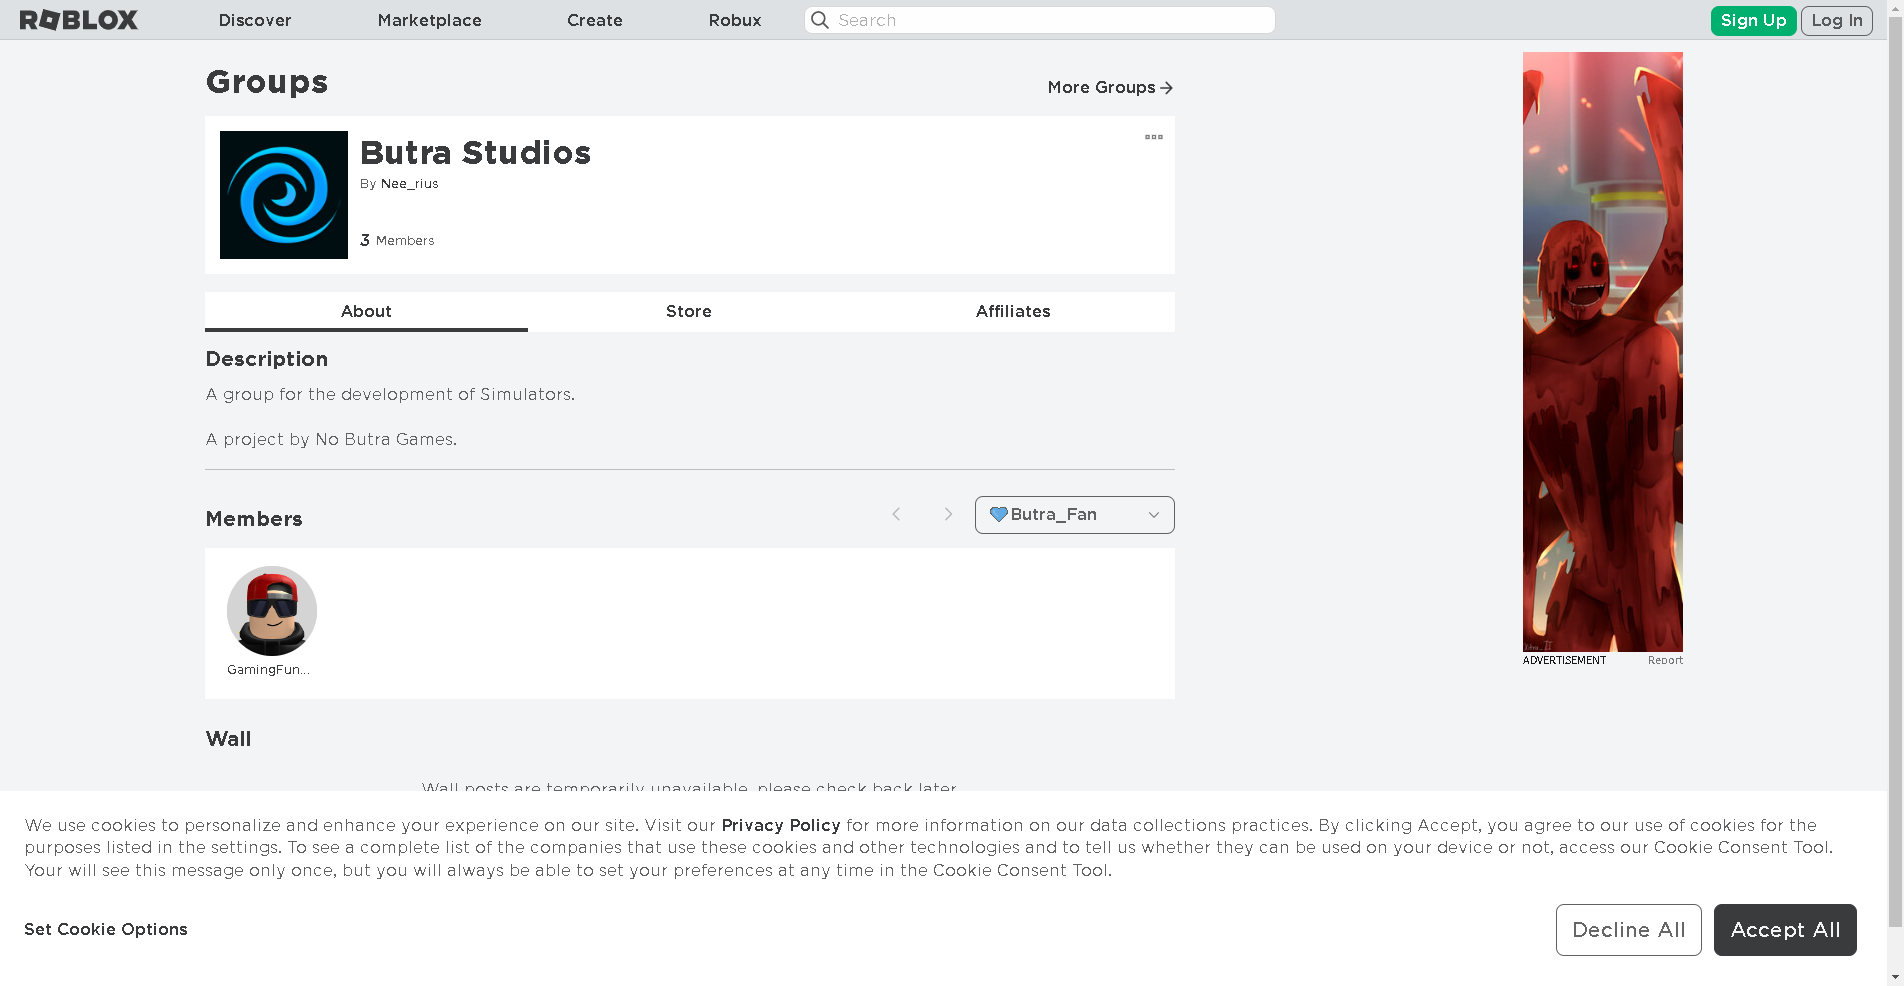 ROBLOX Discover Marketplace Create Robux Search Sign Up Log In
Groups
More Groups
Butra Studios
By Nee_rius
3 Members
About Store Affiliates
Description
A group for the development of Simulators.
A project by No Butra Games.
Members
Butra_Fan
GamingFun...
Wall
Wall posts are temporarily unavailable, please check back later.
ADVERTISEMENT Report
We use cookies to personalize and enhance your experience on our site. Visit our Privacy Policy for more information on our data collections practices. By clicking Accept, you agree to our use of cookies for the
purposes listed in the settings. To see a complete list of the companies that use these cookies and other technologies and to tell us whether they can be used on your device or not, access our Cookie Consent Tool.
Your will see this message only once, but you will always be able to set your preferences at any time in the Cookie Consent Tool.
Set Cookie Options
Decline All
Accept All